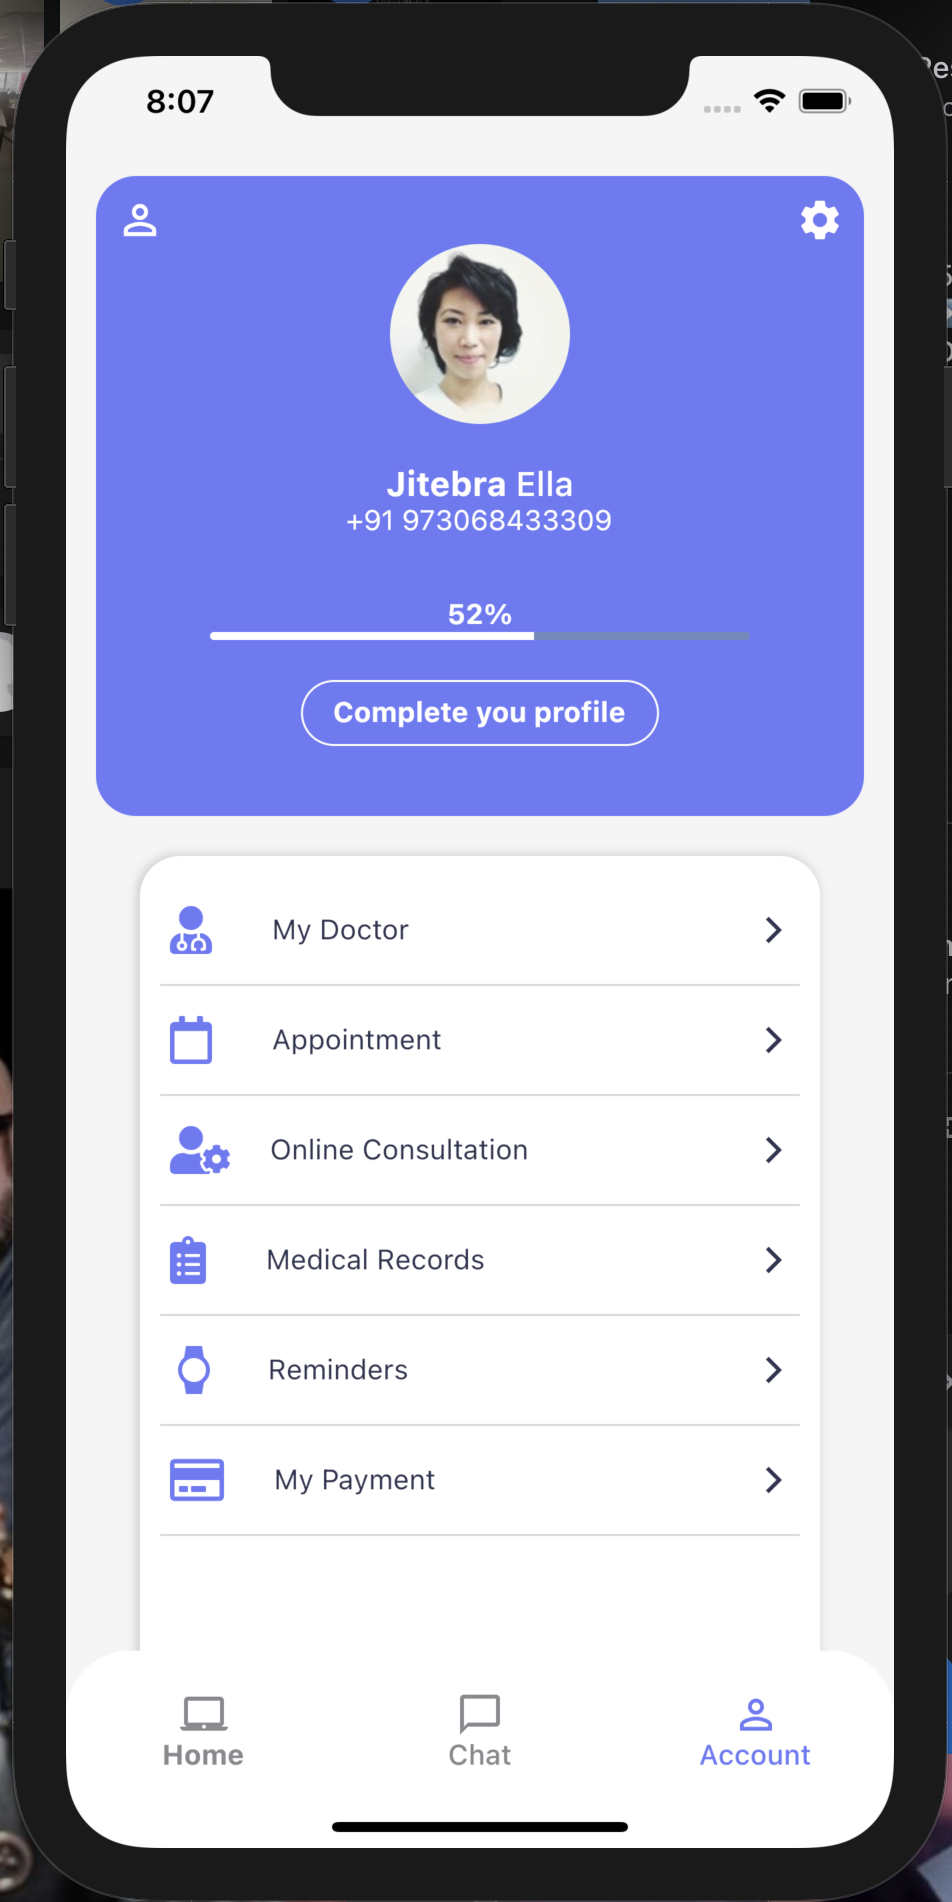 8:07
Jitebra Ella
+91 973068433309
52%
Complete you profile
My Doctor
Appointment
Online Consultation
Medical Records
Reminders
My Payment
Home
Chat
Account